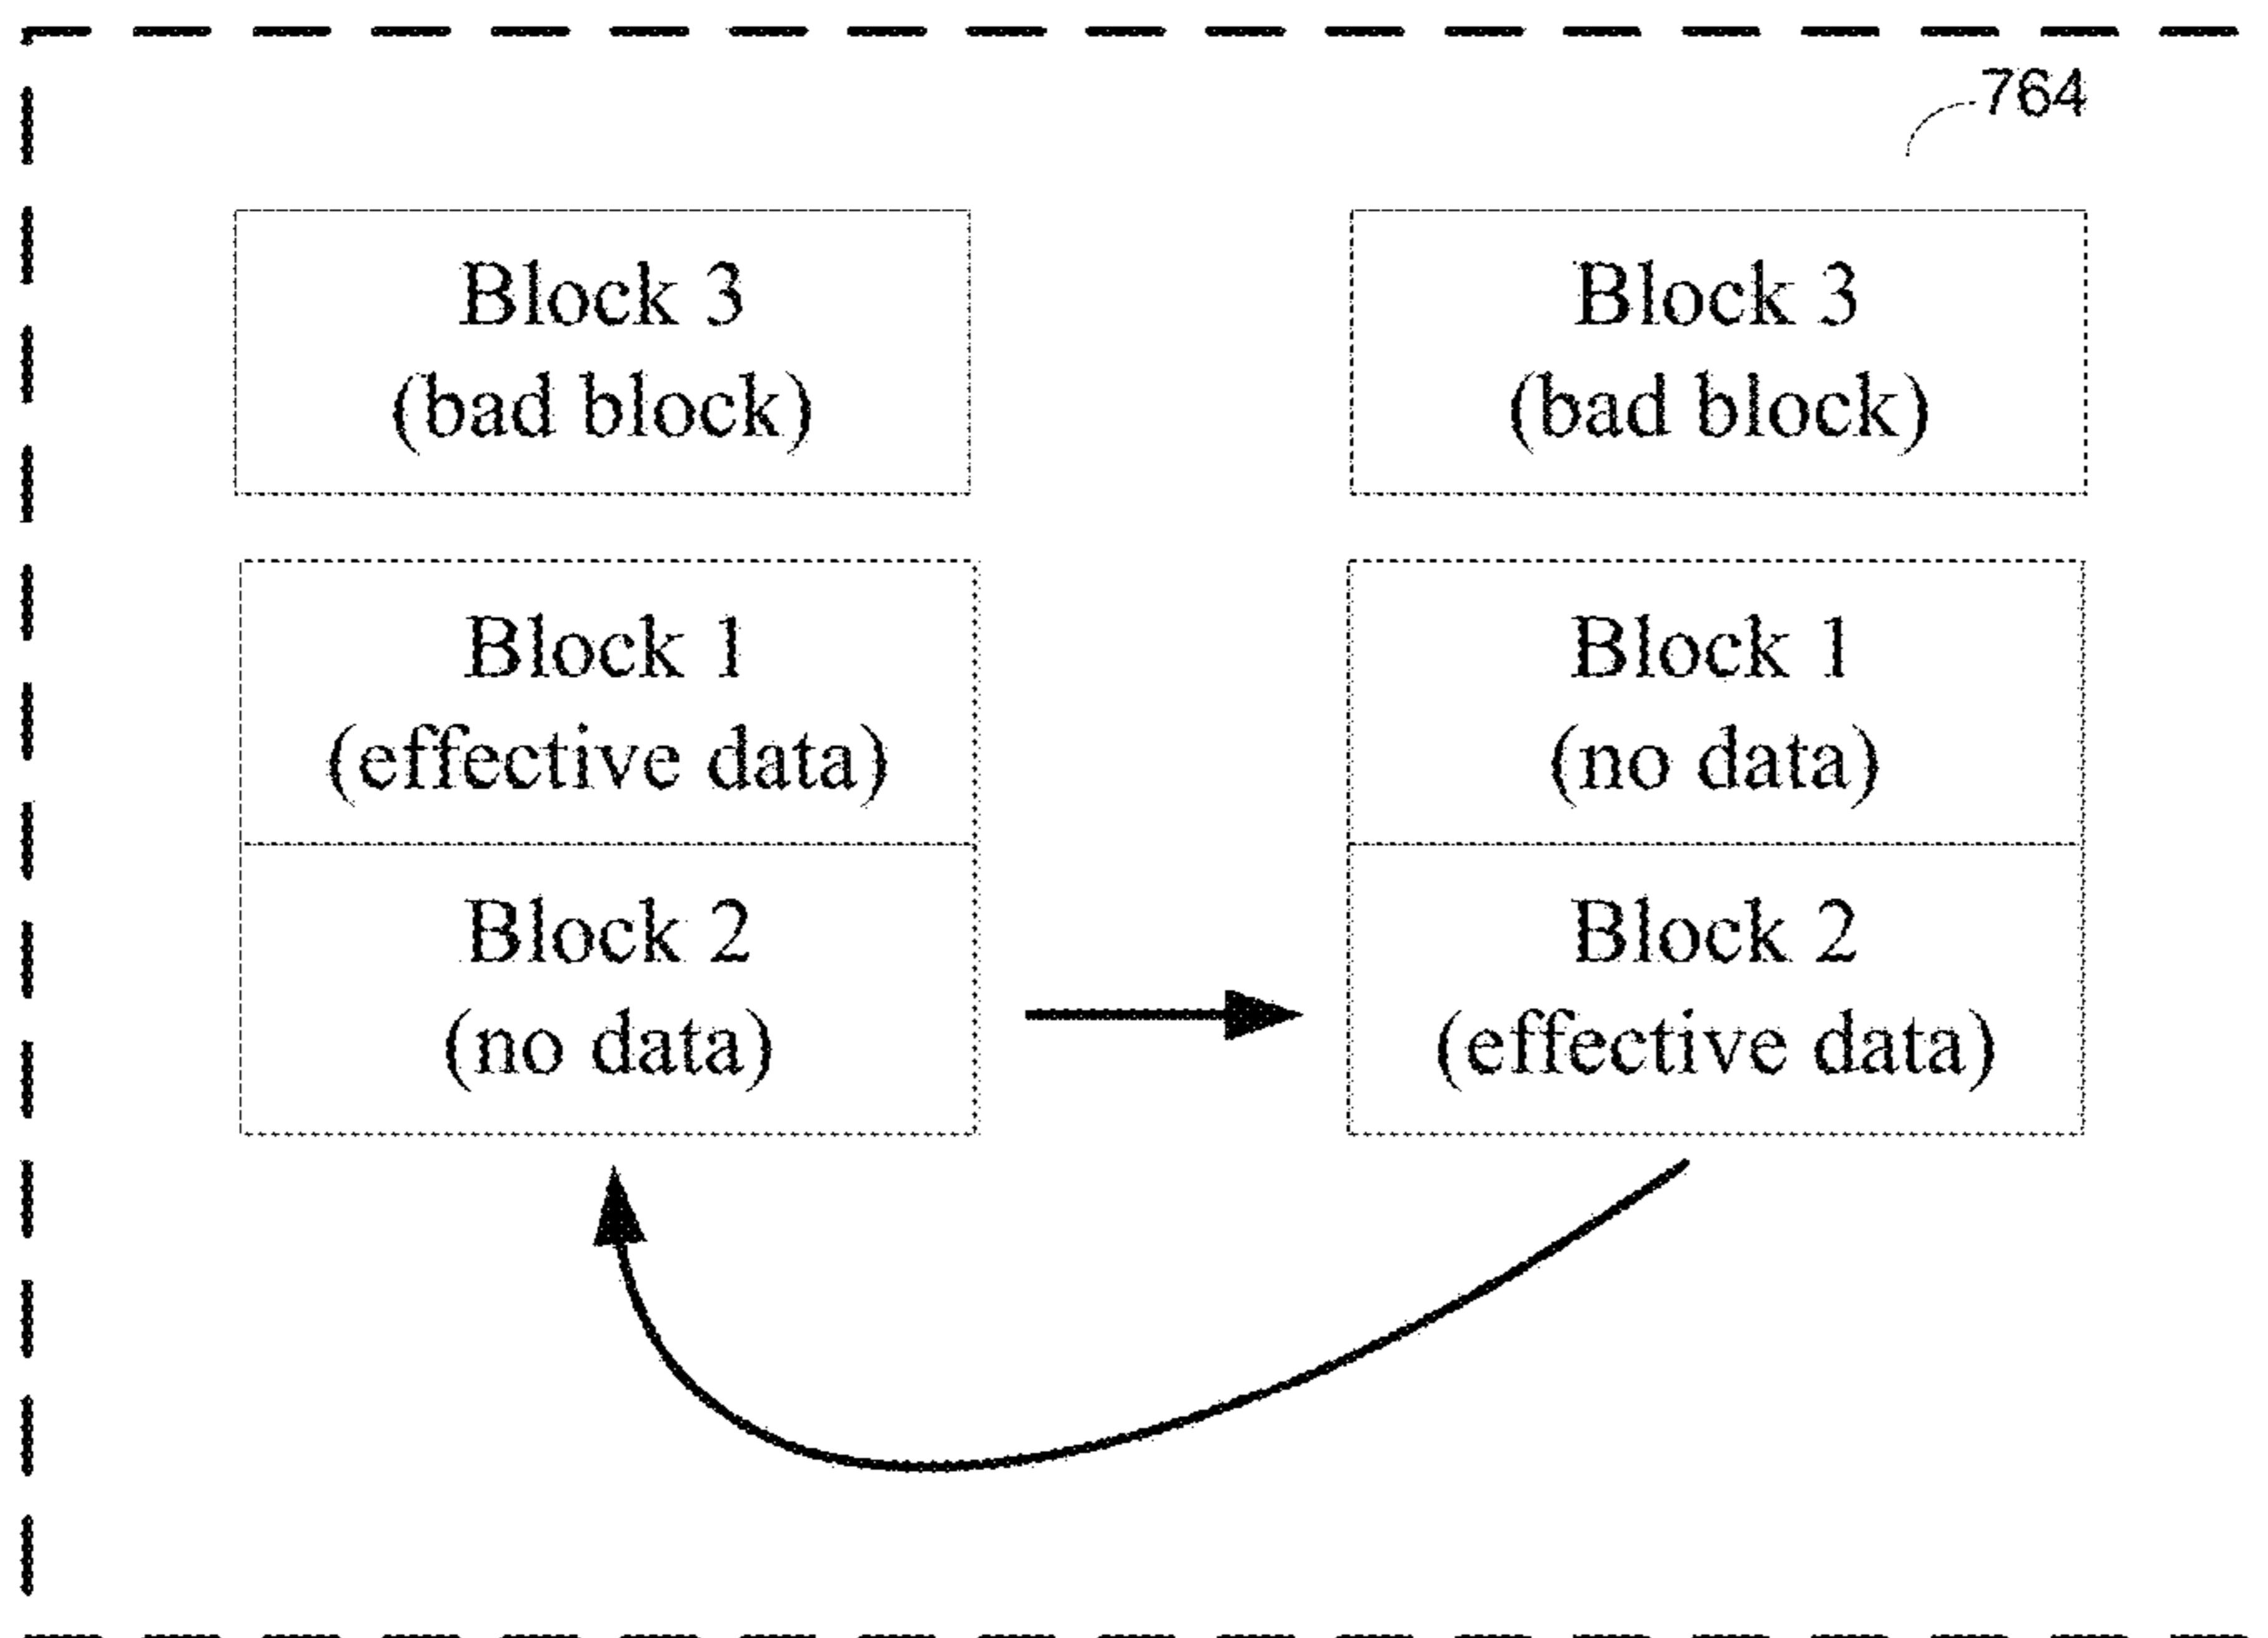 764
Block 3
(bad block)
Block 3
(bad block)
Block 1
(effective data)
Block 2
(no data)
Block 1
(no data)
Block 2
(effective data)